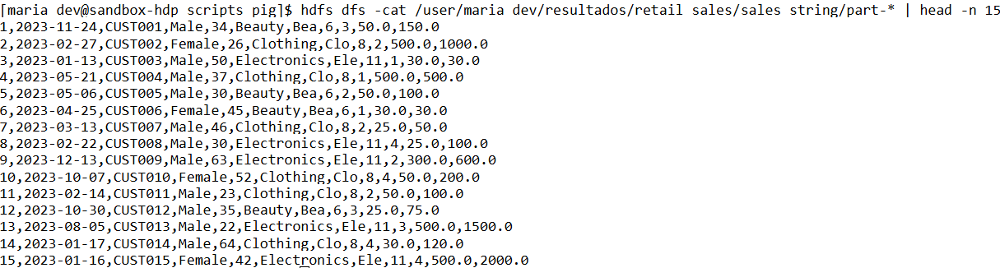 [maria dev@sandbox-hdp scripts pig]$ hdfs dfs -cat /user/maria dev/resultados/retail sales/sales string/part-* | head -n 15
1,2023-11-24,CUST001,Male,34,Beauty,Bea,6,3,50.0,150.0
2,2023-02-27,CUST002,Female,26,Clothing,Clo,8,2,500.0,1000.0
3,2023-01-13,CUST003,Male,50,Electronics,Ele,11,1,30.0,30.0
4,2023-05-21,CUST004,Male,37,Clothing,Clo,8,1,500.0,500.0
5,2023-05-06,CUST005,Male,30,Beauty,Bea,6,2,50.0,100.0
6,2023-04-25,CUST006,Female,45,Beauty,Bea,6,1,30.0,30.0
7,2023-03-13,CUST007,Male,46,Clothing,Clo,8,2,25.0,50.0
8,2023-02-22,CUST008,Male,30,Electronics,Ele,11,4,25.0,100.0
9,2023-12-13,CUST009,Male,63,Electronics,Ele,11,2,300.0,600.0
10,2023-10-07,CUST010,Female,52,Clothing,Clo,8,4,50.0,200.0
11,2023-02-14,CUST011,Male,23,Clothing,Clo,8,2,50.0,100.0
12,2023-10-30,CUST012,Male,35,Beauty,Bea,6,3,25.0,75.0
13,2023-08-05,CUST013,Male,22,Electronics,Ele,11,3,500.0,1500.0
14,2023-01-17,CUST014,Male,64,Clothing,Clo,8,4,30.0,120.0
15,2023-01-16,CUST015,Female,42,Electronics,Ele,11,4,500.0,2000.0